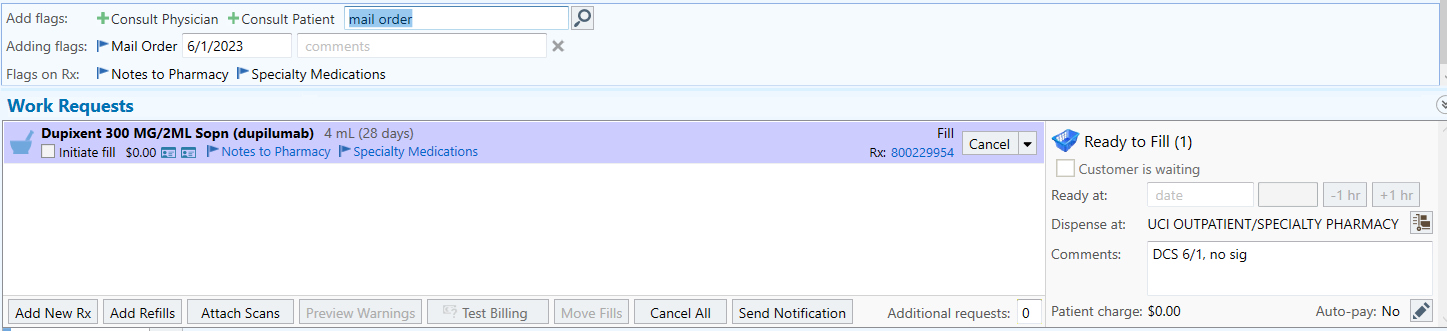 Add flags: Consult Physician Consult Patient mail order
Adding flags: Mail Order 6/1/2023 comments
Flags on Rx: Notes to Pharmacy Specialty Medications
Work Requests
Dupixent 300 MG/2ML Sopn (dupilumab) 4 mL (28 days) Fill
Initiate fill $0.00 Notes to Pharmacy Specialty Medications Rx: 800229954 Cancel
Ready to Fill (1)
Customer is waiting
Ready at: date -1 hr +1 hr
Dispense at: UCI OUTPATIENT/SPECIALTY PHARMACY
Comments: DCS 6/1, no sig
Add New Rx Add Refills Attach Scans Preview Warnings Test Billing Move Fills Cancel All Send Notification Additional requests: 0
Patient charge: $0.00 Auto-pay: No